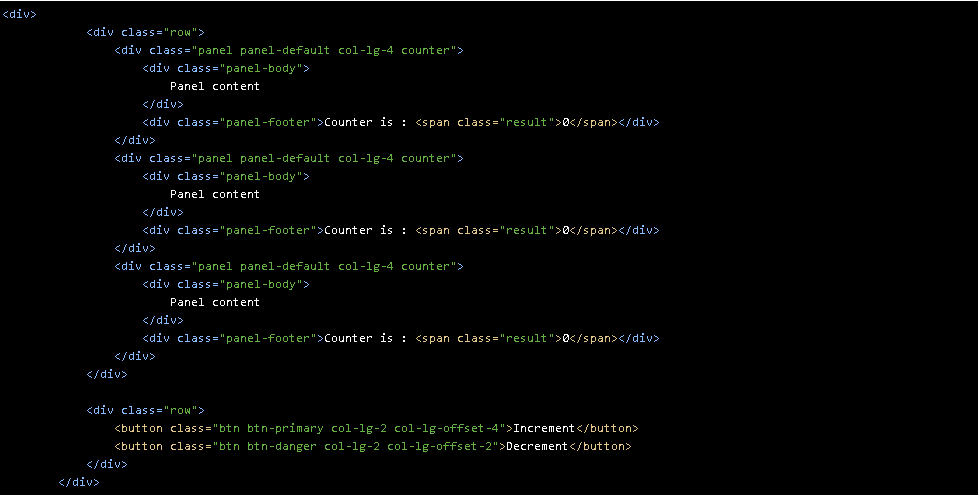 <div>
<div class="row">
<div class="panel panel-default col-lg-4 counter">
<div class="panel-body">
Panel content
</div>
<div class="panel-footer">Counter is : <span class="result">0</span></div>
</div>
<div class="panel panel-default col-lg-4 counter">
<div class="panel-body">
Panel content
</div>
<div class="panel-footer">Counter is : <span class="result">0</span></div>
</div>
<div class="panel panel-default col-lg-4 counter">
<div class="panel-body">
Panel content
</div>
<div class="panel-footer">Counter is : <span class="result">0</span></div>
</div>
</div>
<div class="row">
<button class="btn btn-primary col-lg-2 col-lg-offset-4">Increment</button>
<button class="btn btn-danger col-lg-2 col-lg-offset-2">Decrement</button>
</div>
</div>